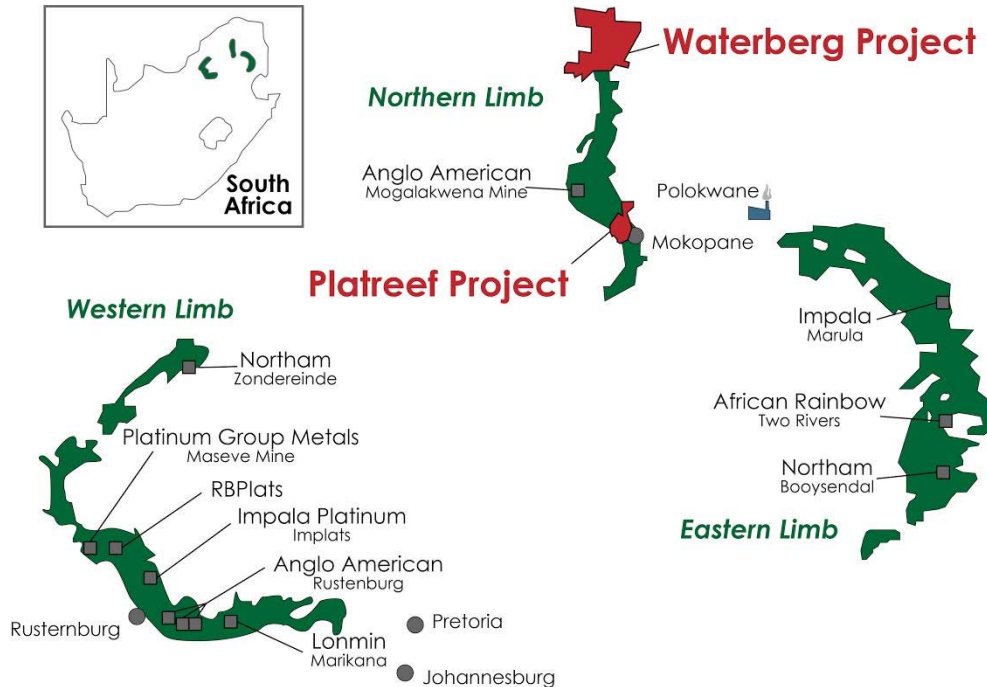 South
Africa
Waterberg Project
Northern Limb
Anglo American
Mogalakwena Mine
Polokwane
Mokopane
Platreef Project
Western Limb
Northam
Zondereinde
Platinum Group Metals
Maseve Mine
RBPlats
Impala Platinum
Implats
Anglo American
Rustenburg
Rusternburg
Lonmin
Marikana
Pretoria
Johannesburg
Impala
Marula
African Rainbow
Two Rivers
Northam
Booysendal
Eastern Limb